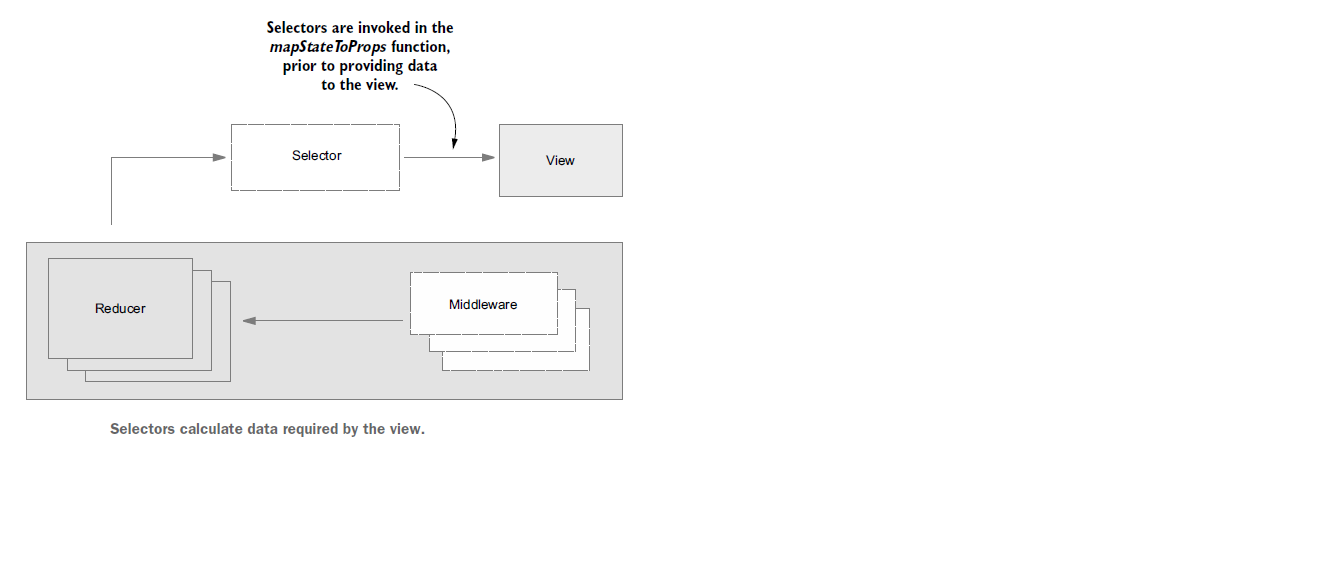 Selectors are invoked in the
mapStateToProps function,
prior to providing data
to the view.
Selector
View
Reducer
Middleware
Selectors calculate data required by the view.